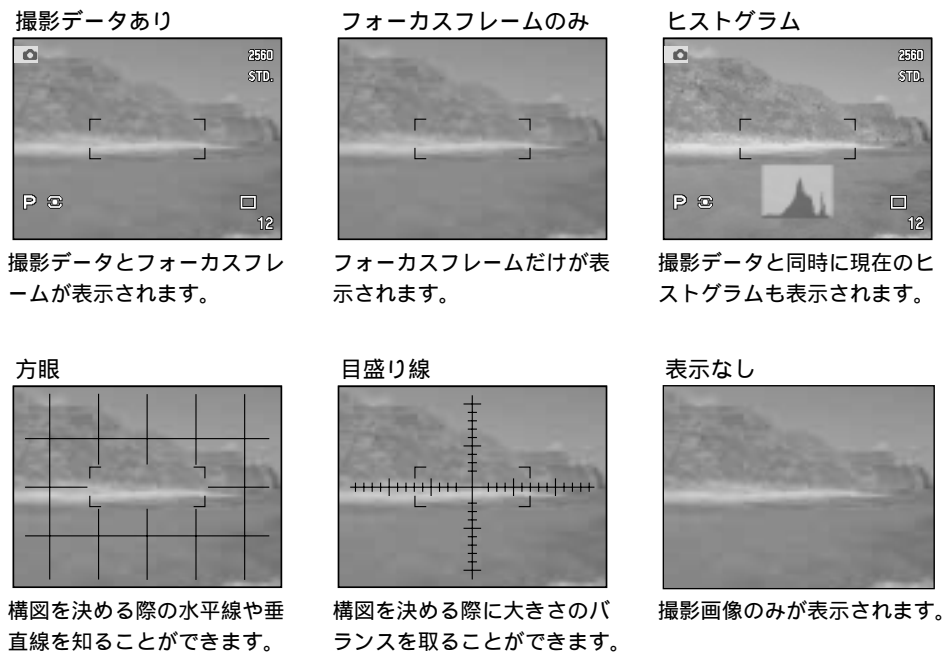 撮影データあり
2560
STD.
P
12
撮影データとフォーカスフレ
ームが表示されます。
フォーカスフレームのみ
フォーカスフレームだけが表
示されます。
ヒストグラム
2560
STD.
P
12
撮影データと同時に現在のヒ
ストグラムも表示されます。
方眼
構図を決める際の水平線や垂
直線を知ることができます。
目盛り線
構図を決める際に大きさのバ
ランスを取ることができます。
表示なし
撮影画像のみが表示されます。